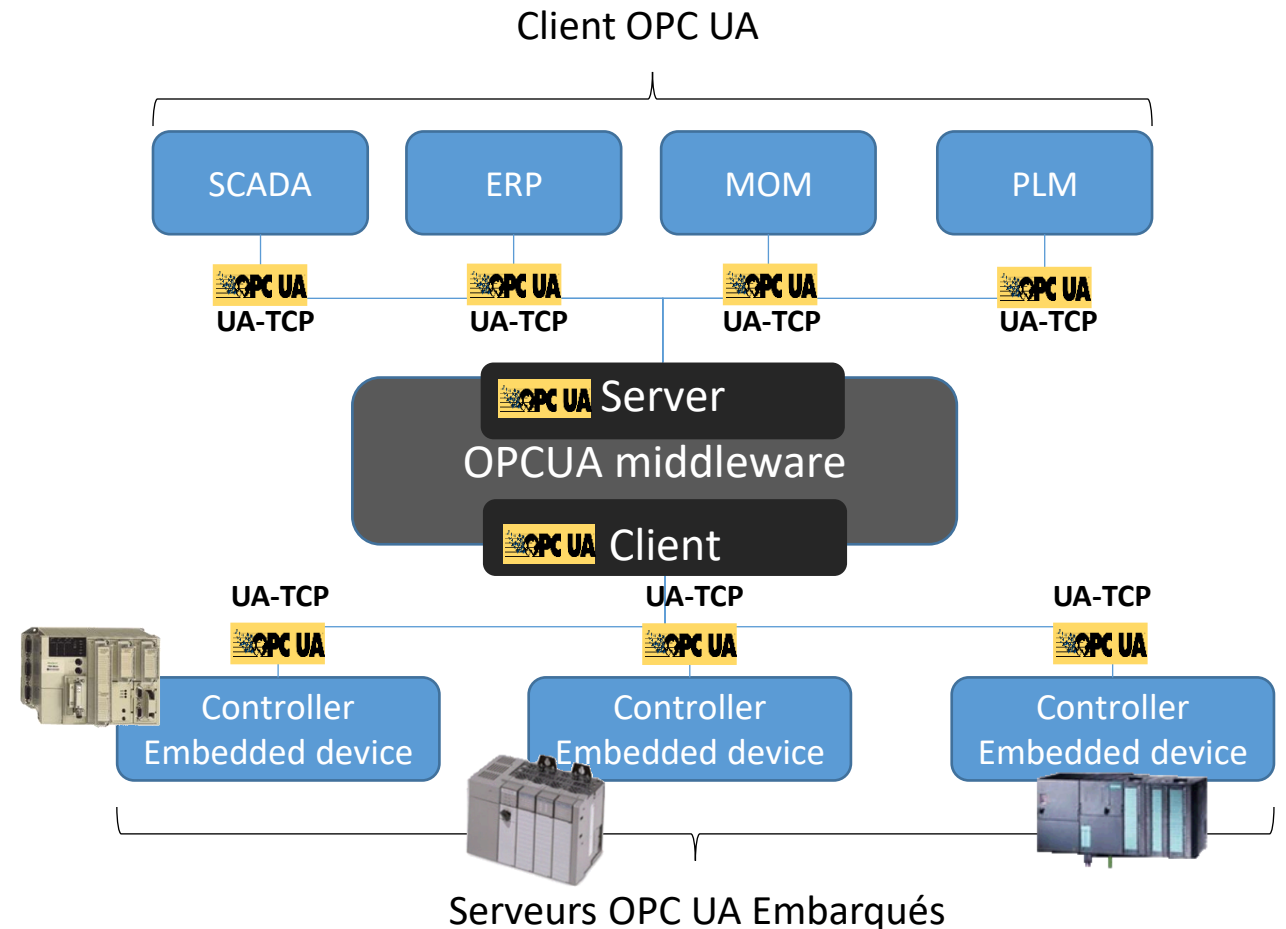 Client OPC UA
SCADA
ERP
MOM
PLM
OPC UA
OPC UA
OPC UA
OPC UA
UA-TCP
UA-TCP
UA-TCP
UA-TCP
OPC UA Server
OPCUA middleware
OPC UA Client
UA-TCP
UA-TCP
UA-TCP
OPC UA
OPC UA
OPC UA
Controller
Embedded device
Controller
Embedded device
Controller
Embedded device
Serveurs OPC UA Embarqués